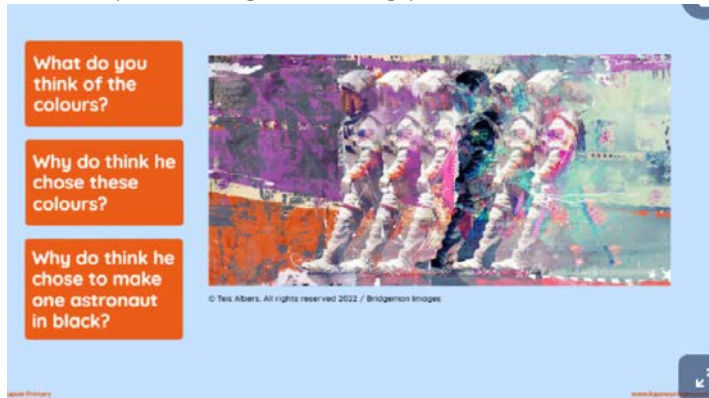 What do you
think of the
colours?
Why do think he
chose these
colours?
Why do think he
chose to make
one astronaut
in black?
© Teis Albers. All rights reserved 2022 / Bridgeman Images